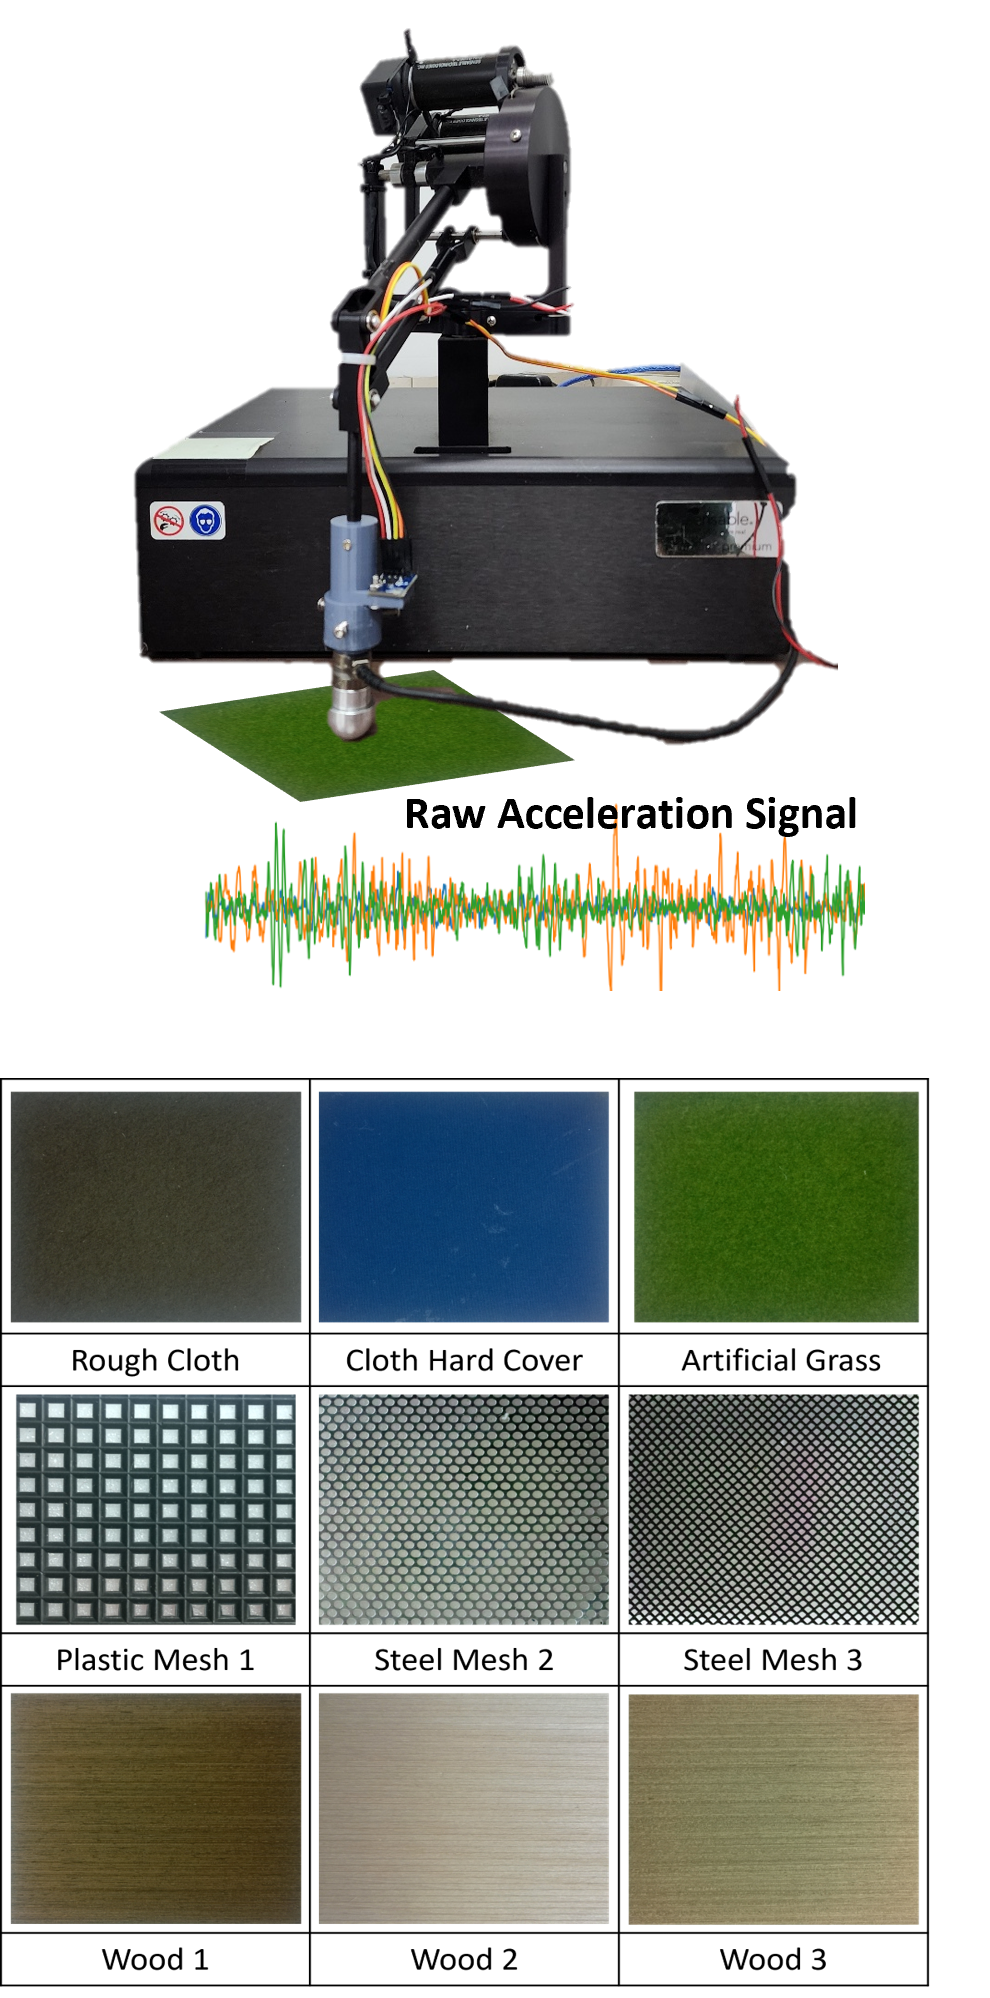 Raw Acceleration Signal
Rough Cloth
Cloth Hard Cover
Artificial Grass
Plastic Mesh 1
Steel Mesh 2
Steel Mesh 3
Wood 1
Wood 2
Wood 3